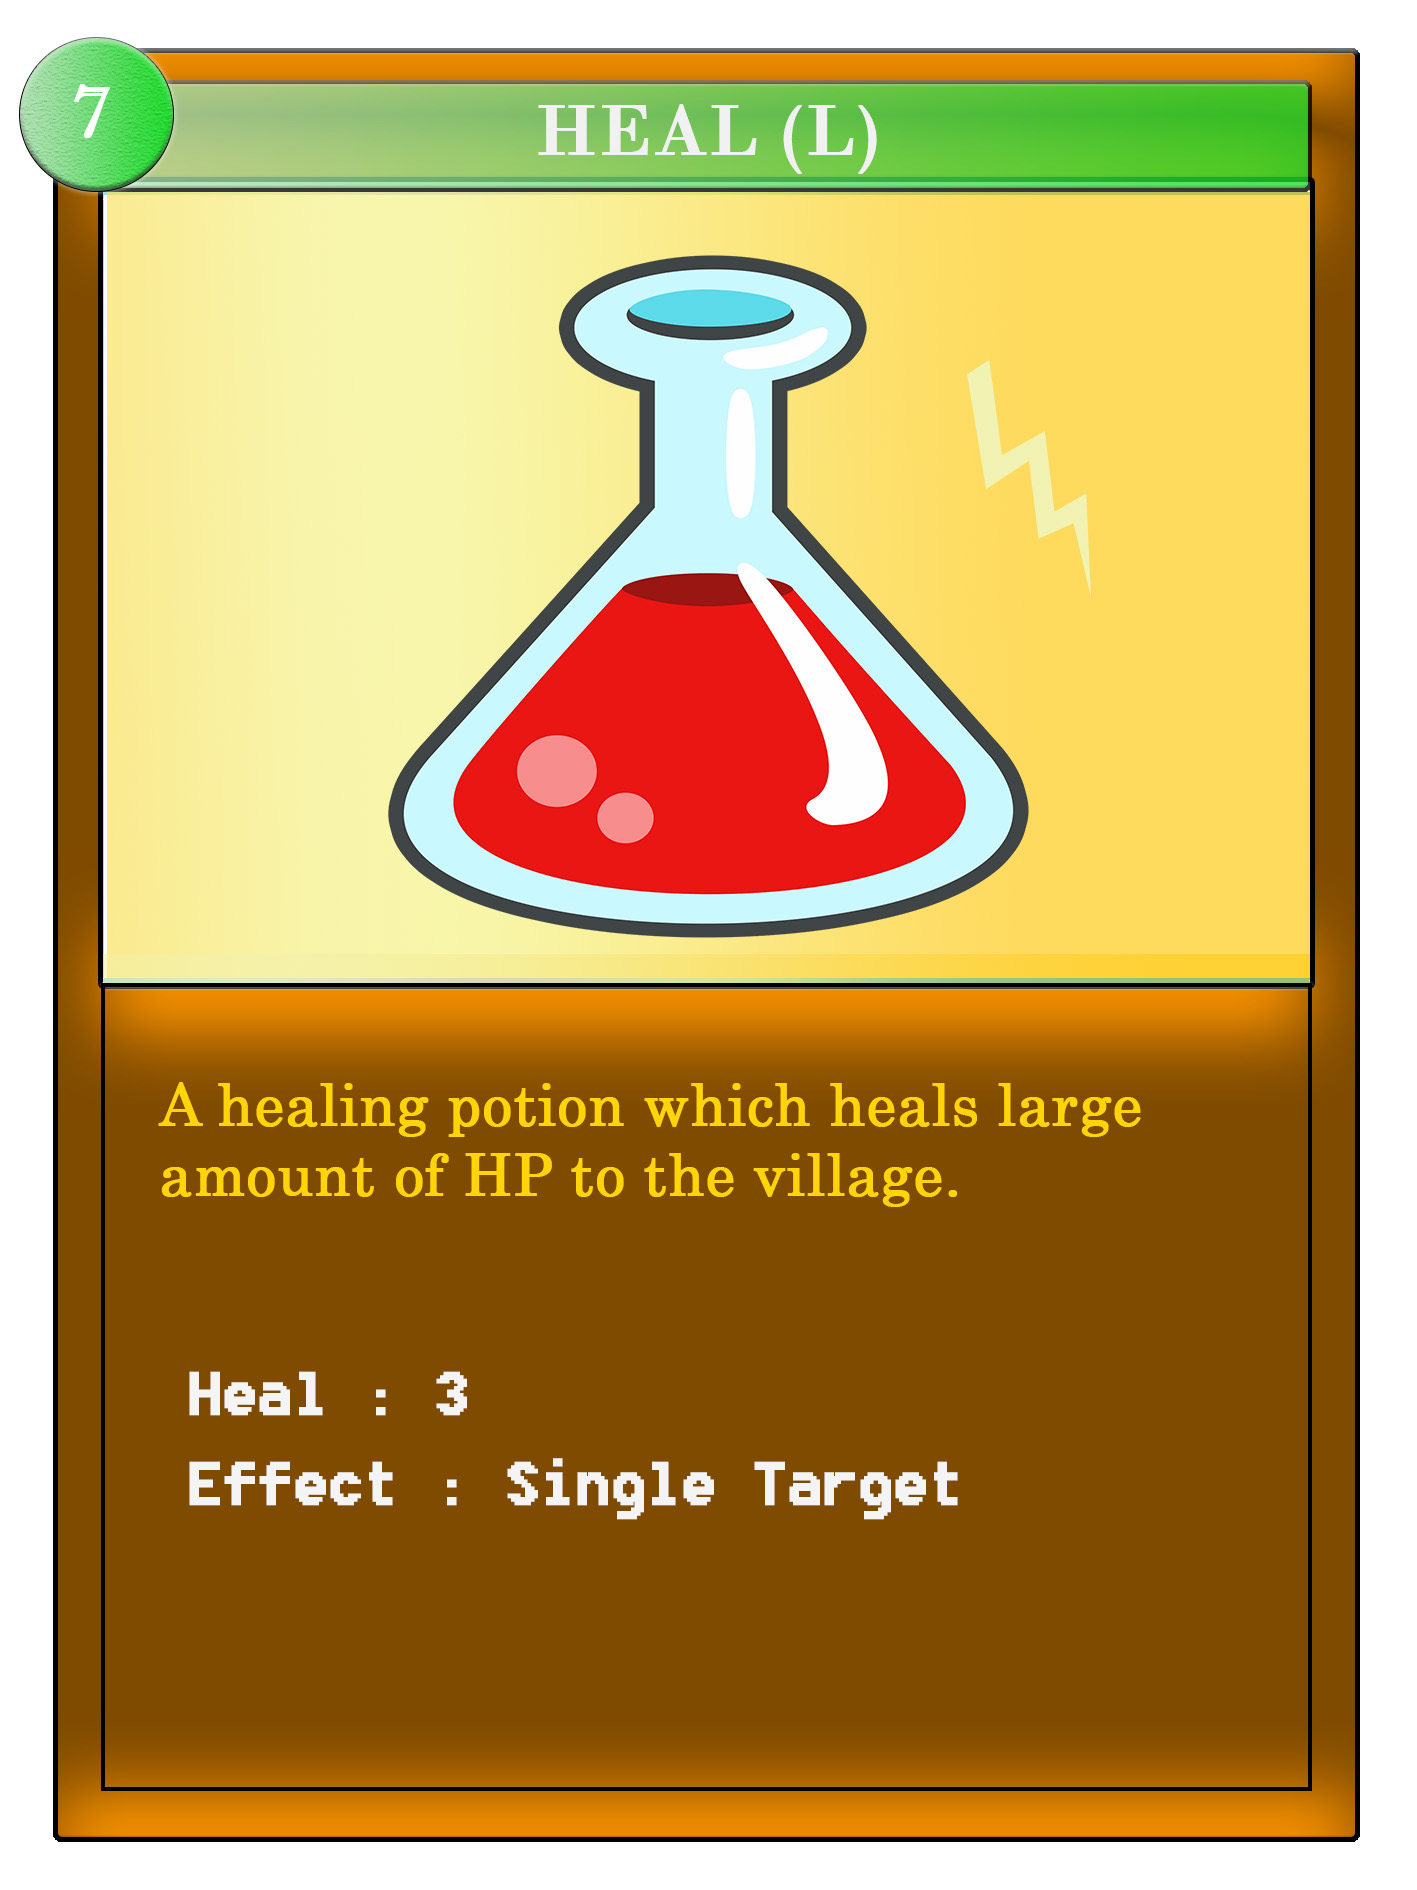 7
HEAL (L)
A healing potion which heals large
amount of HP to the village.
Heal : 3
Effect : Single Target